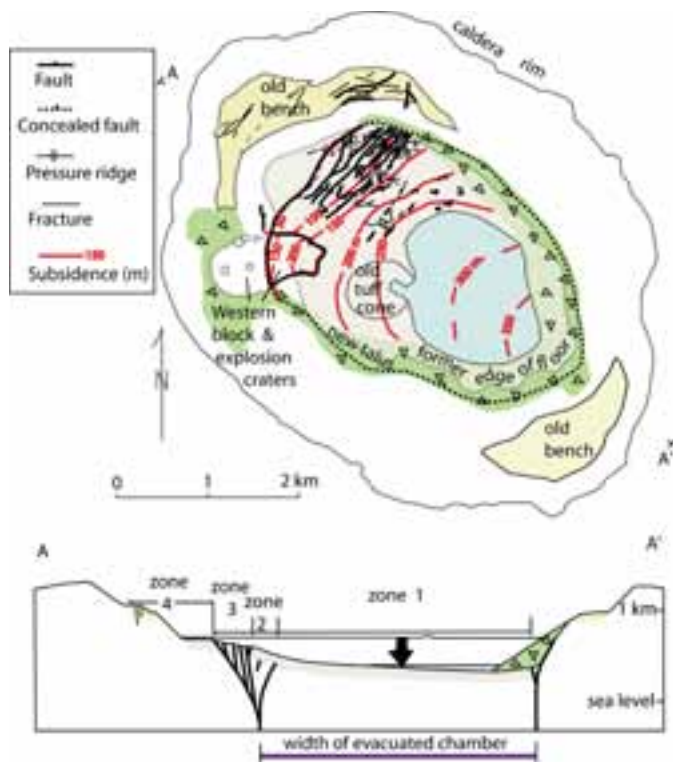 Fault
Concealed fault
Pressure ridge
Fracture
100
Subsidence (m)
A
caldera
rim
old
bench
old
tuff
cone
Western
block &
explosion
craters
new talus
former
edge of floor
N
old
bench
A'
0 1 2 km
A
A'
zone
4
zone
3
zone
2
zone 1
1 km
sea level
width of evacuated chamber